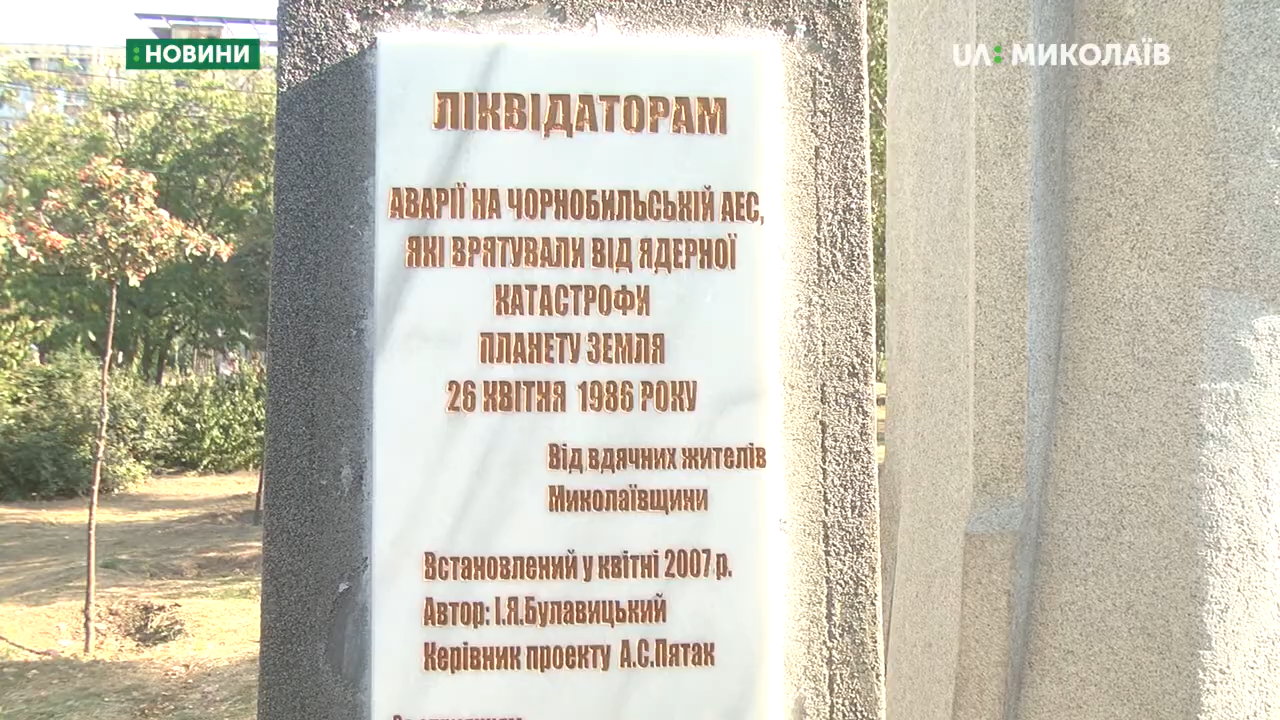 НОВИНИ
UA: МИКОЛАЇВ
ЛІКВІДАТОРАМ
АВАРІЇ НА ЧОРНОБИЛЬСЬКІЙ АЕС,
ЯКІ ВРЯТУВАЛИ ВІД ЯДЕРНОЇ
КАТАСТРОФИ
ПЛАНЕТУ ЗЕМЛЯ
26 КВІТНЯ 1986 РОКУ
Від вдячних жителів
Миколаївщини
Встановлений у квітні 2007 р.
Автор: І.Я.Булавицький
Керівник проекту А.С.Пятак